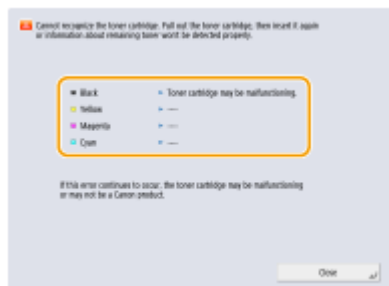 Cannot recognize the toner cartridge. Pull out the toner cartridge, then insert it again
or information about remaining toner won't be detected properly.
Black Toner cartridge may be malfunctioning.
Yellow ----
Magenta ----
Cyan ----
If this error continues to occur, the toner cartridge may be malfunctioning
or may not be a Canon product.
Close